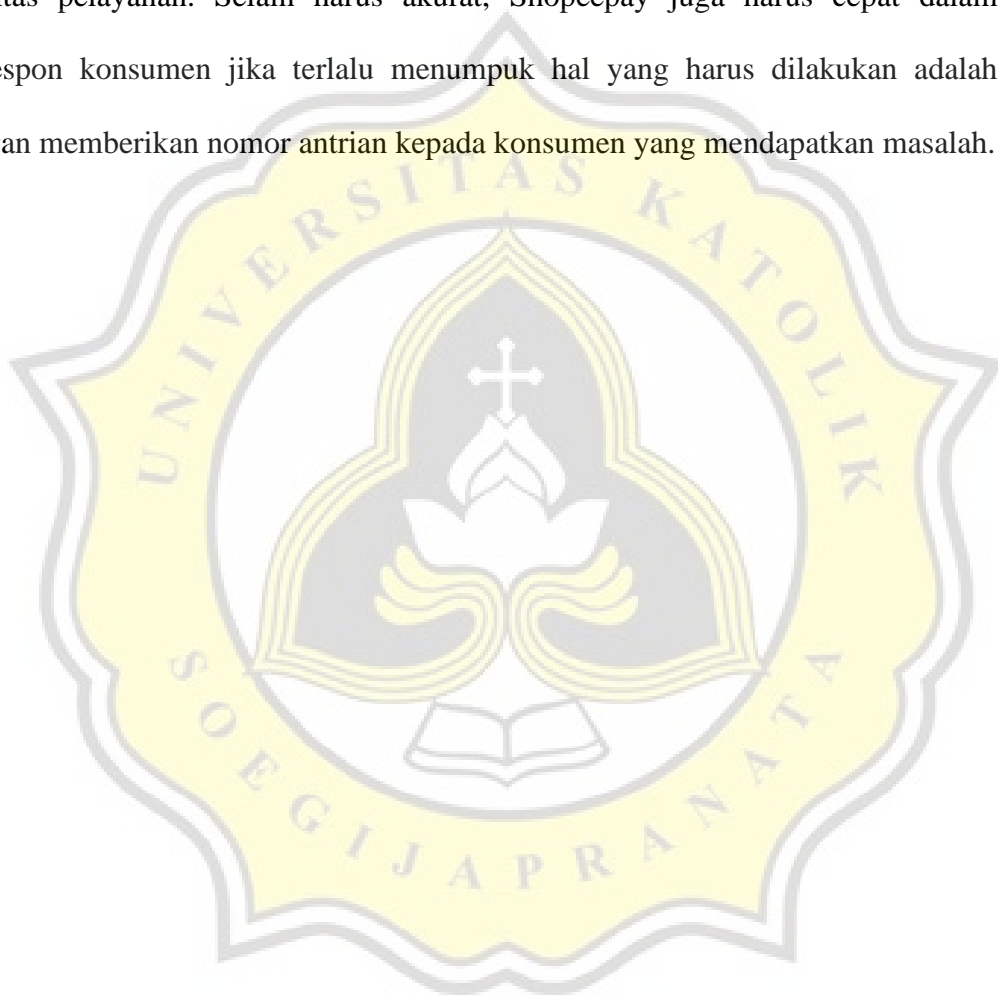 itas pelayanan. Selain harus akurat, Shopeepay juga harus cepat dalam
espon konsumen jika terlalu menumpuk hal yang harus dilakukan adalah
an memberikan nomor antrian kepada konsumen yang mendapatkan masalah.
UNIVERSITAS KATOLIK
SOEGIJAPRANATA